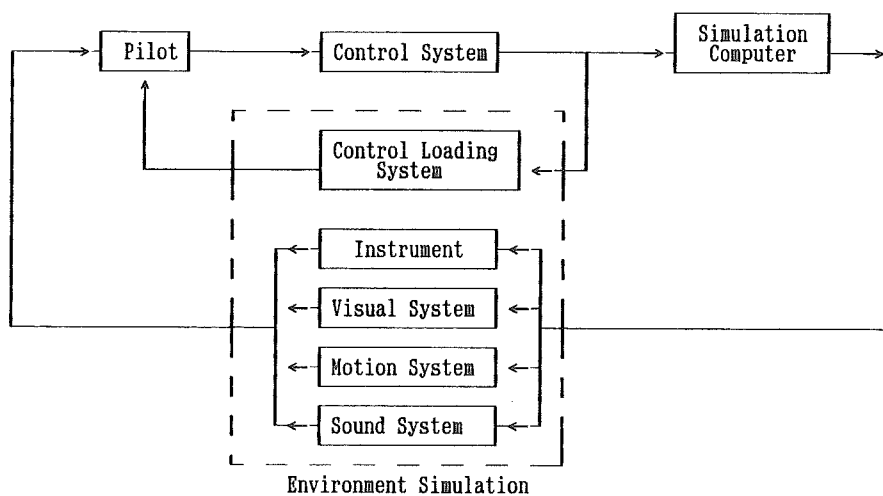 Pilot
Control System
Simulation
Computer
Control Loading
System
Instrument
Visual System
Motion System
Sound System
Environment Simulation